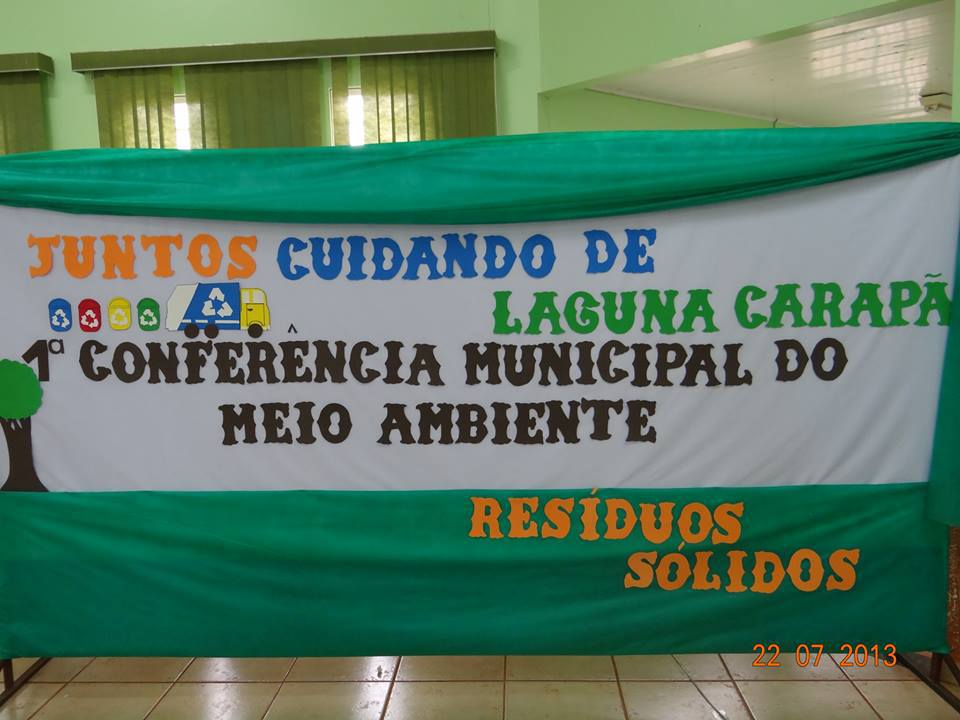 JUNTOS CUIDANDO DE
LAGUNA CARAPÃ
1ª CONFERÊNCIA MUNICIPAL DO
MEIO AMBIENTE
RESÍDUOS
SÓLIDOS
22 07 2013